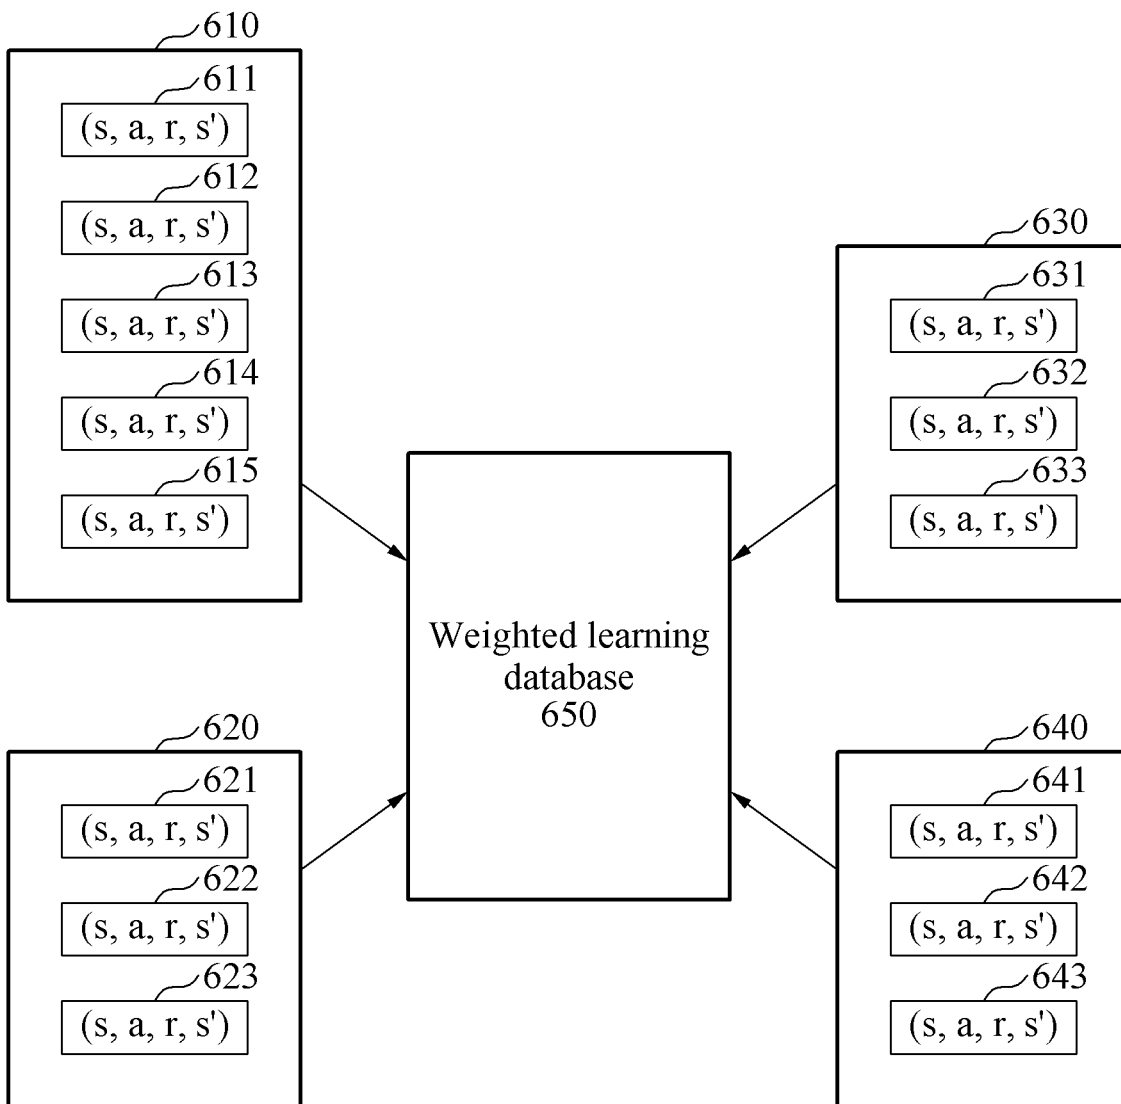 610
611
(s, a, r, s')
612
(s, a, r, s')
613
(s, a, r, s')
614
(s, a, r, s')
615
(s, a, r, s')
630
631
(s, a, r, s')
632
(s, a, r, s')
633
(s, a, r, s')
Weighted learning
database
650
620
621
(s, a, r, s')
622
(s, a, r, s')
623
(s, a, r, s')
640
641
(s, a, r, s')
642
(s, a, r, s')
643
(s, a, r, s')